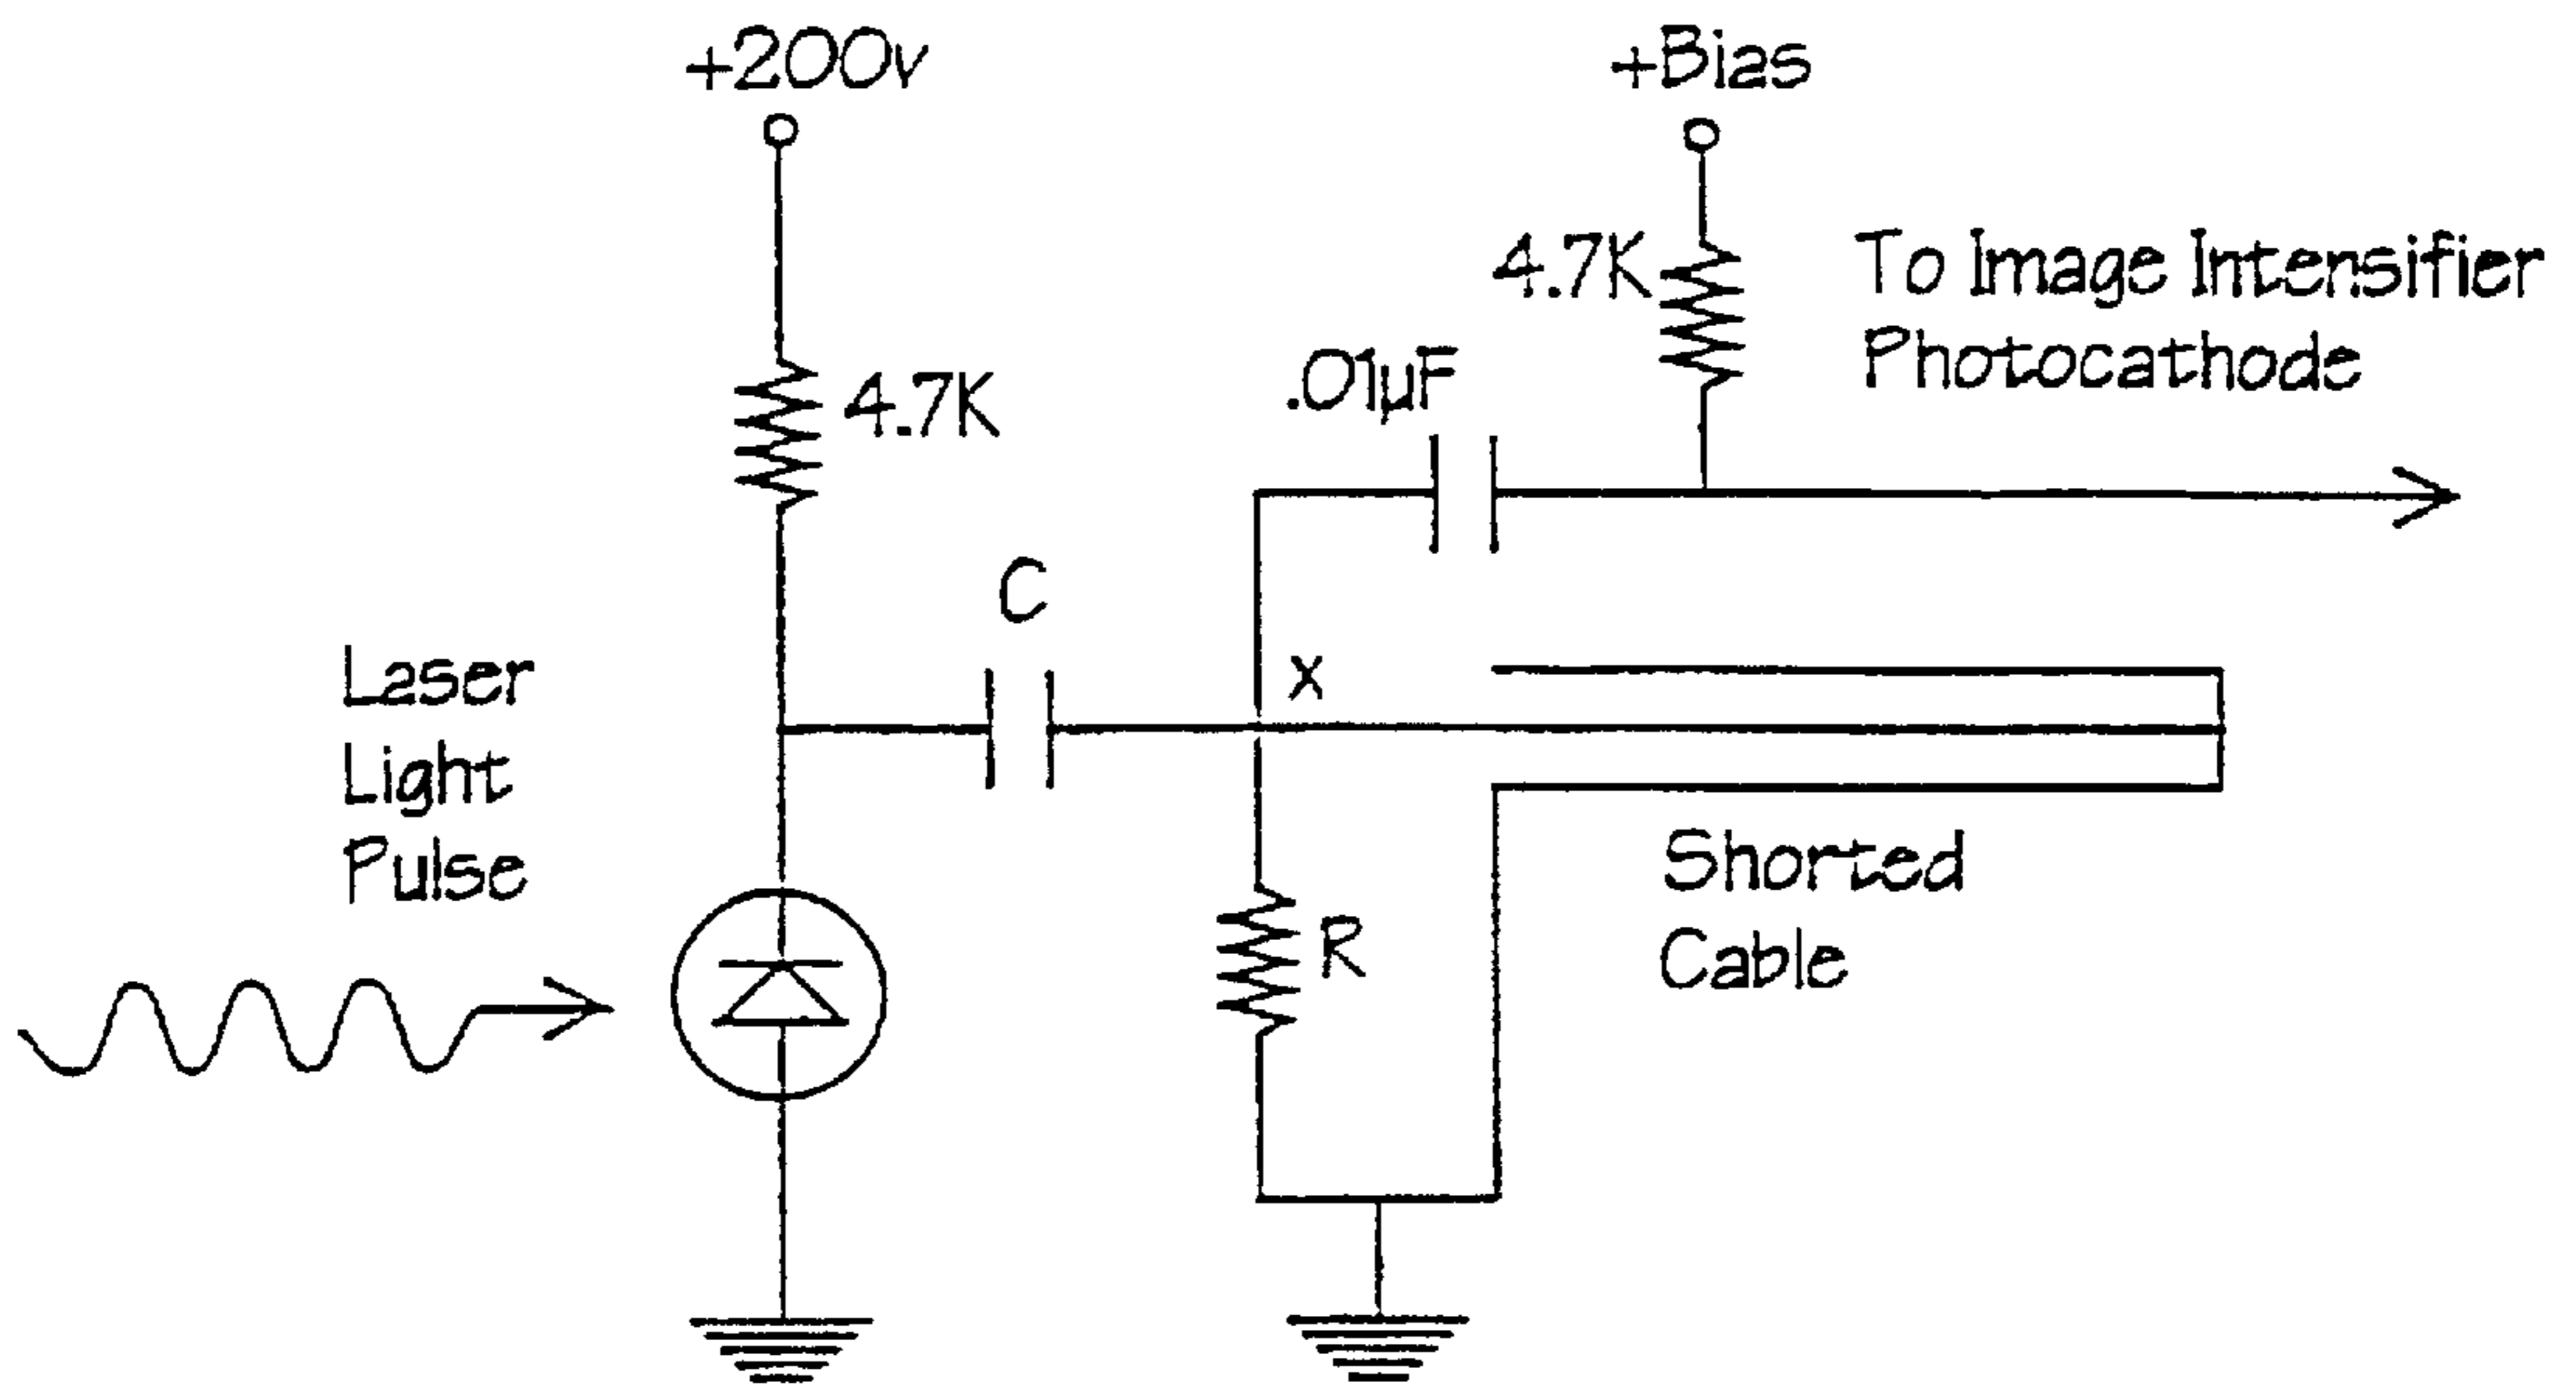 +200v
+Bias
4.7K
To Image Intensifier
Photocathode
.01µF
4.7K
C
Laser
Light
Pulse
x
Shorted
Cable
R